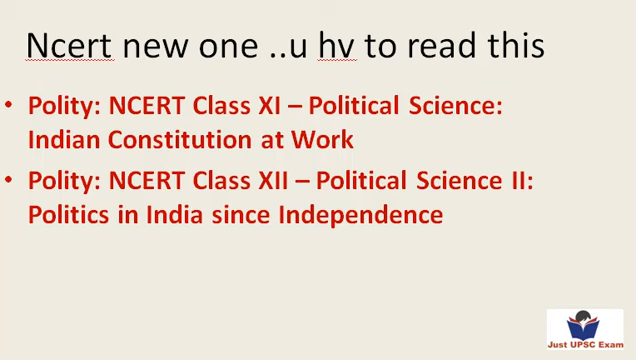 Ncert new one ..u hv to read this
• Polity: NCERT Class XI – Political Science:
Indian Constitution at Work
• Polity: NCERT Class XII – Political Science II:
Politics in India since Independence
Just UPSC Exam